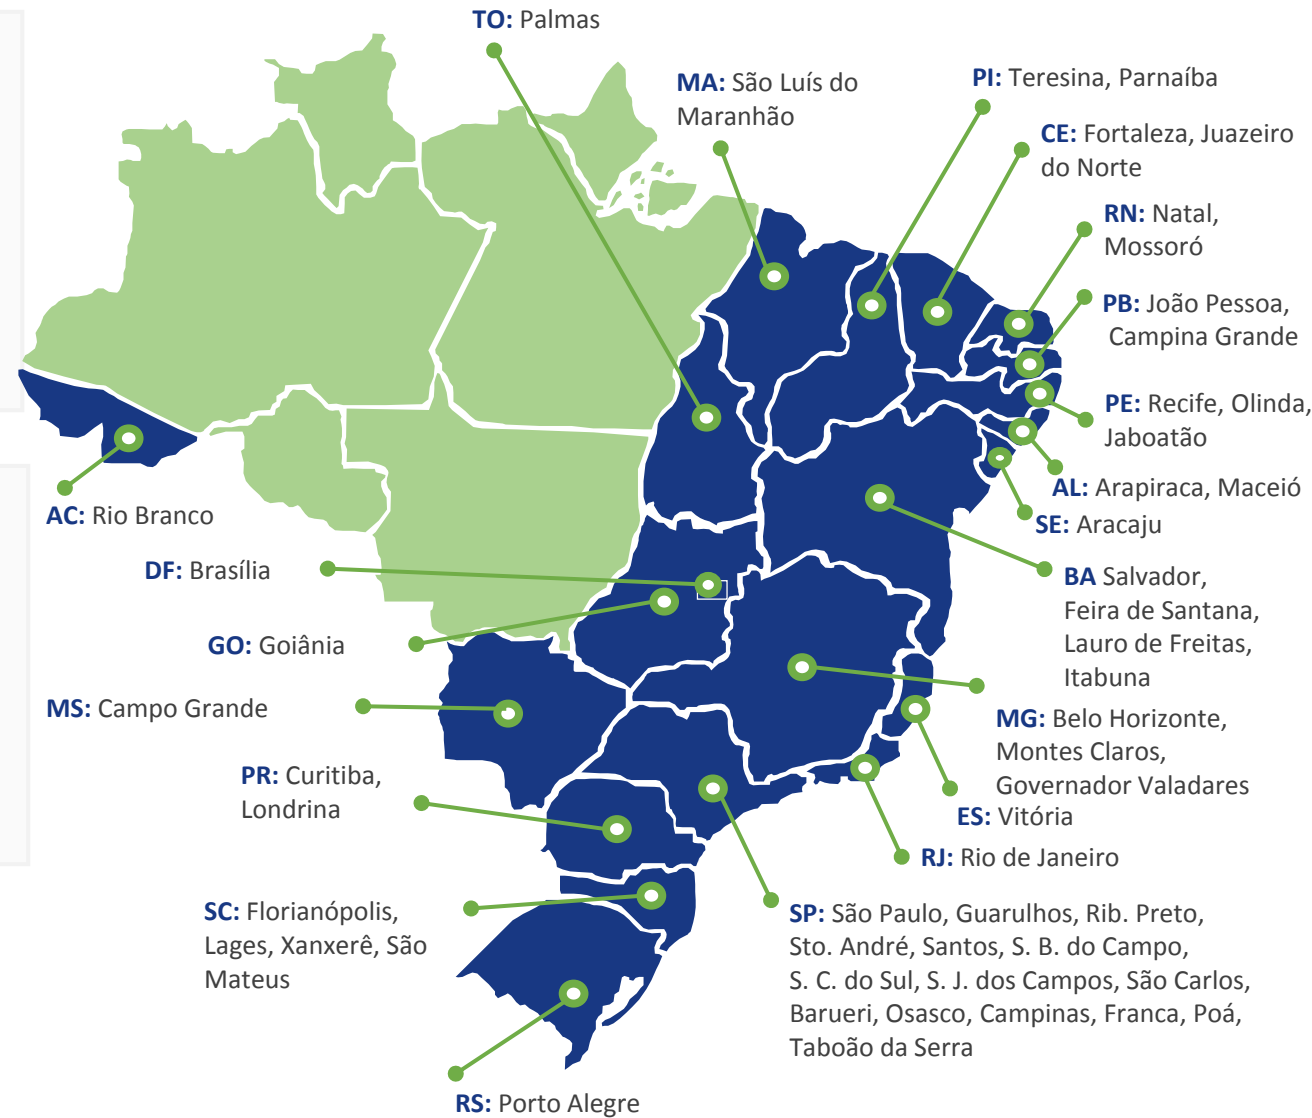 TO: Palmas
MA: São Luís do
Maranhão
PI: Teresina, Parnaíba
CE: Fortaleza, Juazeiro
do Norte
RN: Natal,
Mossoró
PB: João Pessoa,
Campina Grande
PE: Recife, Olinda,
Jaboatão
AL: Arapiraca, Maceió
SE: Aracaju
AC: Rio Branco
DF: Brasília
BA Salvador,
Feira de Santana,
Lauro de Freitas,
Itabuna
GO: Goiânia
MS: Campo Grande
MG: Belo Horizonte,
Montes Claros,
Governador Valadares
PR: Curitiba,
Londrina
ES: Vitória
RJ: Rio de Janeiro
SC: Florianópolis,
Lages, Xanxerê, São
Mateus
SP: São Paulo, Guarulhos, Rib. Preto,
Sto. André, Santos, S. B. do Campo,
S. C. do Sul, S. J. dos Campos, São Carlos,
Barueri, Osasco, Campinas, Franca, Poá,
Taboão da Serra
RS: Porto Alegre